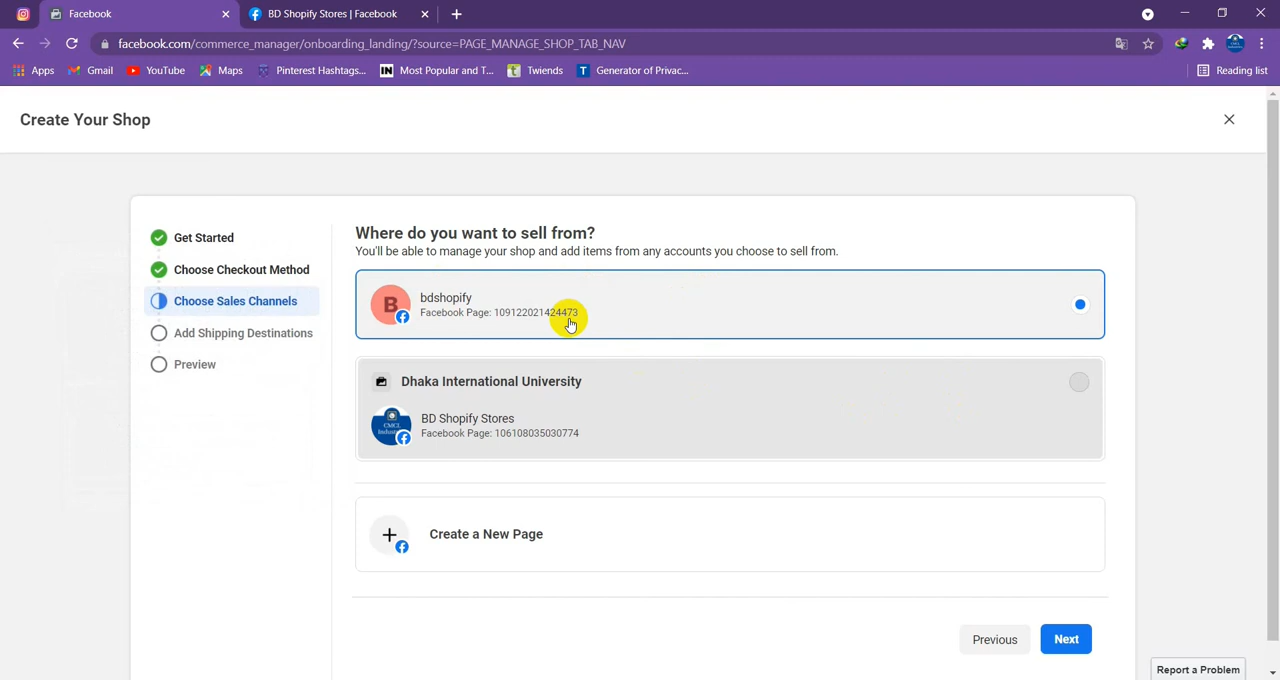 Facebook
BD Shopify Stores | Facebook
facebook.com/commerce_manager/onboarding_landing/?source=PAGE_MANAGE_SHOP_TAB_NAV
Apps
Gmail
YouTube
Maps
Pinterest Hashtags...
IN
Most Popular and T...
Twiends
T
Generator of Privac...
Reading list
Create Your Shop
Get Started
Choose Checkout Method
Choose Sales Channels
Add Shipping Destinations
Preview
Where do you want to sell from?
You'll be able to manage your shop and add items from any accounts you choose to sell from.
B
bdshopify
Facebook Page: 109122021424473
Dhaka International University
BD Shopify Stores
Facebook Page: 106108035030774
Create a New Page
Previous
Next
Report a Problem